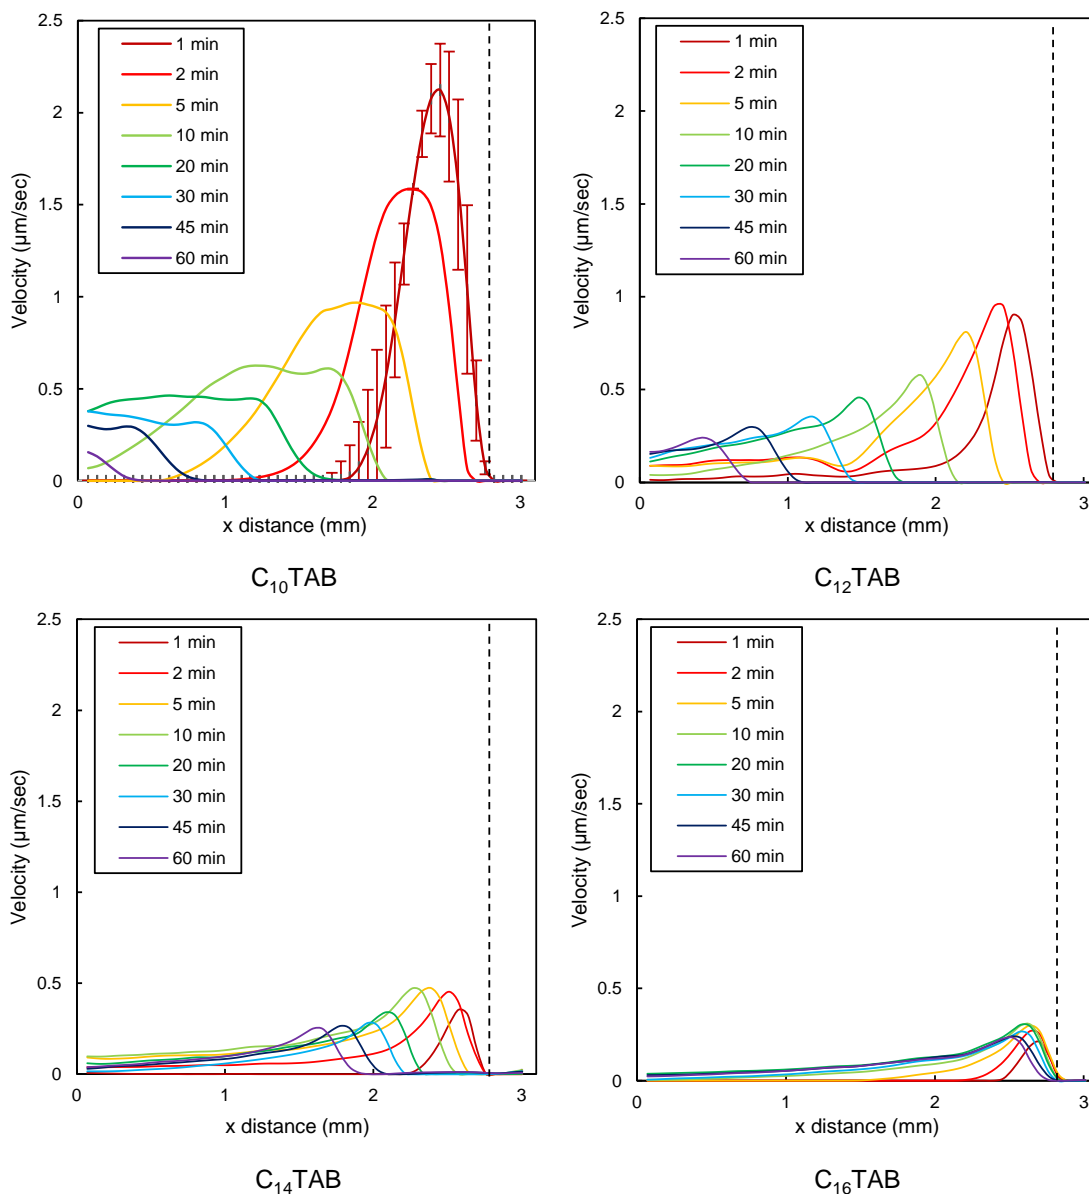 2.5
2
1.5
1
0.5
0
Velocity (µm/sec)
1 min
2 min
5 min
10 min
20 min
30 min
45 min
60 min
0
1
2
3
x distance (mm)
C₁₀TAB
2.5
2
1.5
1
0.5
0
Velocity (µm/sec)
1 min
2 min
5 min
10 min
20 min
30 min
45 min
60 min
0
1
2
3
x distance (mm)
C₁₂TAB
2.5
2
1.5
1
0.5
0
Velocity (µm/sec)
1 min
2 min
5 min
10 min
20 min
30 min
45 min
60 min
0
1
2
3
x distance (mm)
C₁₄TAB
2.5
2
1.5
1
0.5
0
Velocity (µm/sec)
1 min
2 min
5 min
10 min
20 min
30 min
45 min
60 min
0
1
2
3
x distance (mm)
C₁₆TAB